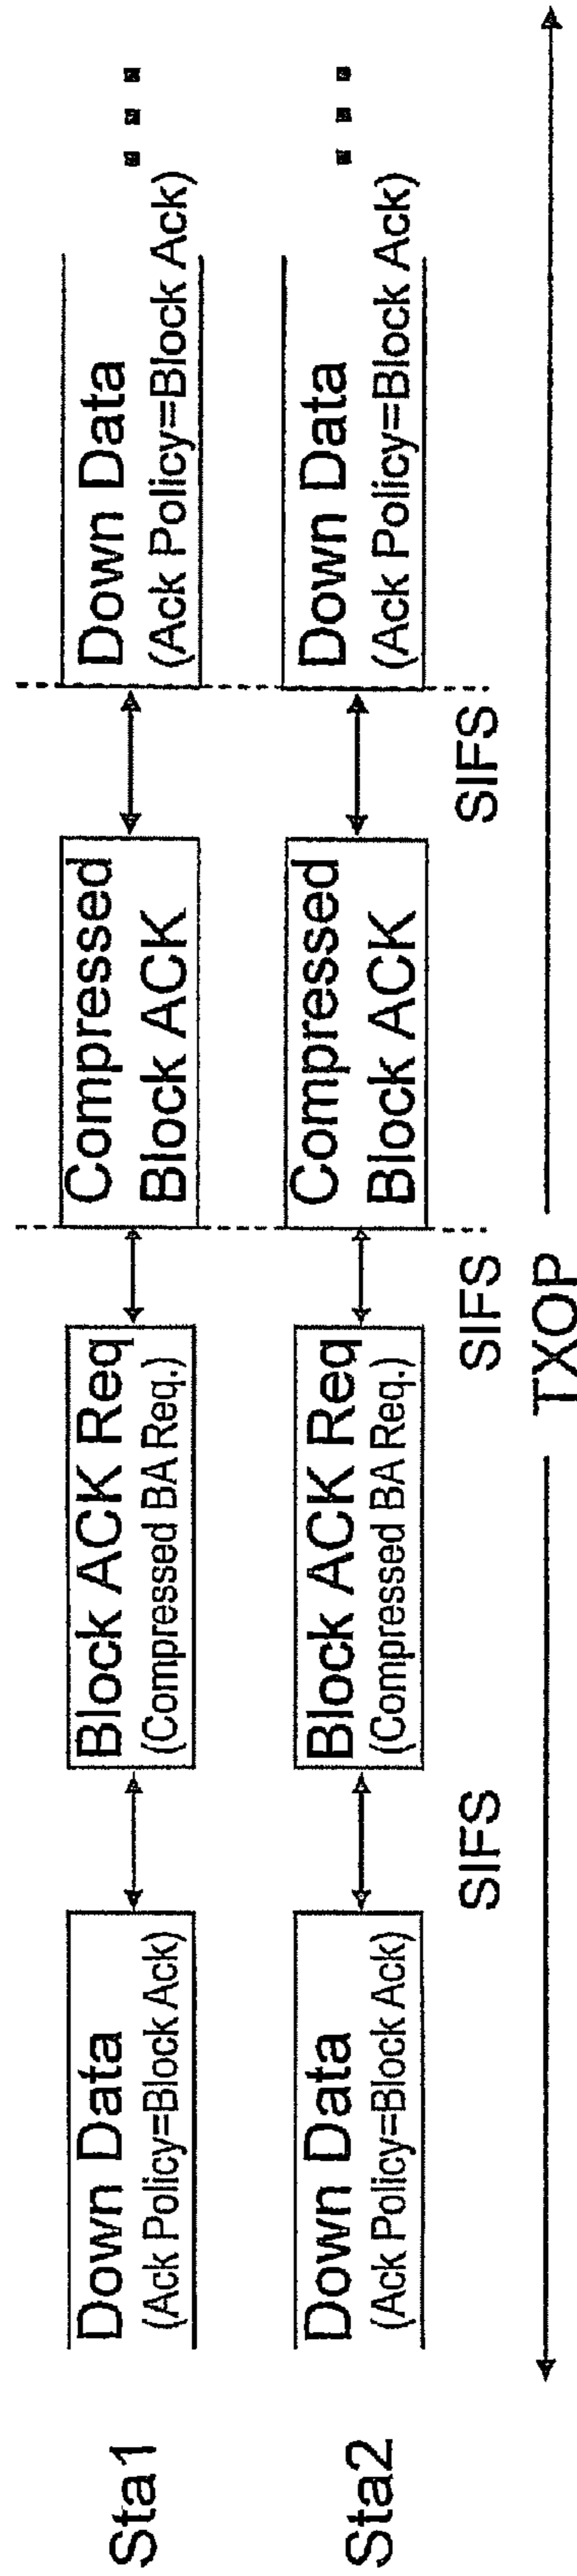 Sta1
Down Data
(Ack Policy=Block Ack)
Block ACK Req
(Compressed BA Req.)
Compressed
Block ACK
Down Data
(Ack Policy=Block Ack)
Sta2
Down Data
(Ack Policy=Block Ack)
Block ACK Req
(Compressed BA Req.)
Compressed
Block ACK
Down Data
(Ack Policy=Block Ack)
SIFS
SIFS
SIFS
TXOP